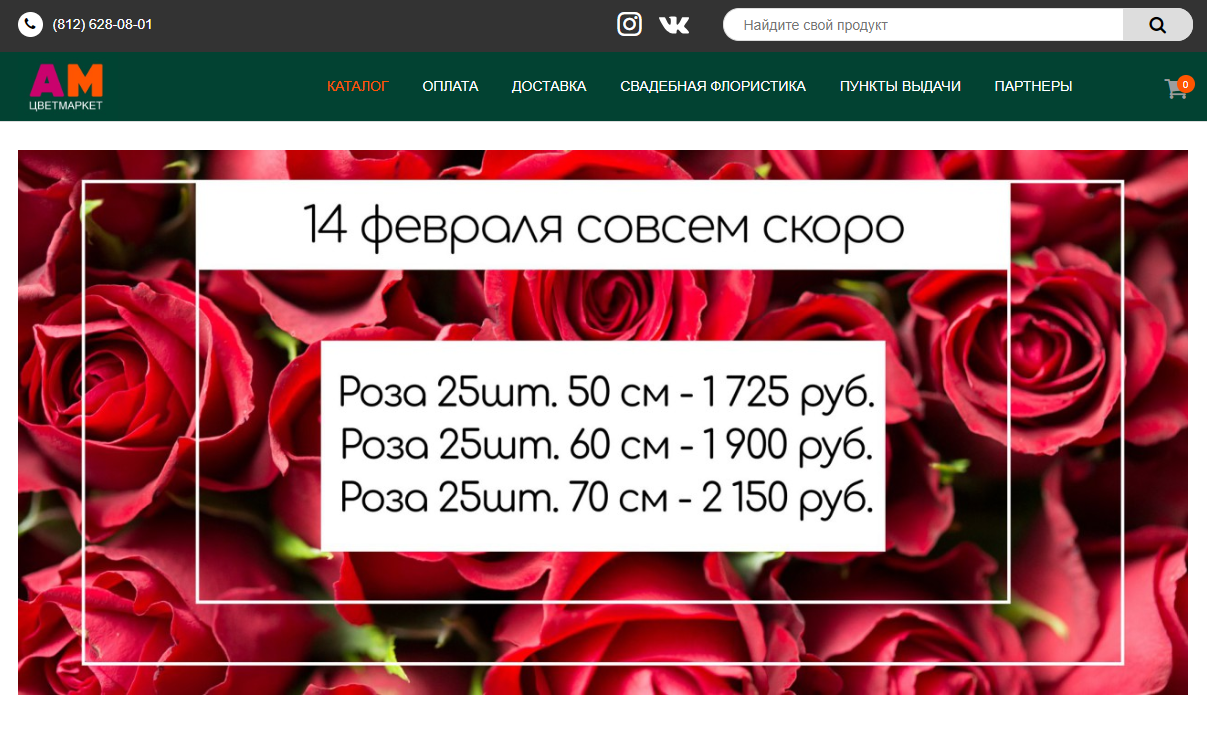 (812) 628-08-01
Найдите свой продукт
АМ
ЦВЕТМАРКЕТ
КАТАЛОГ
ОПЛАТА
ДОСТАВКА
СВАДЕБНАЯ ФЛОРИСТИКА
ПУНКТЫ ВЫДАЧИ
ПАРТНЕРЫ
0
14 февраля совсем скоро
Роза 25шт. 50 см - 1 725 руб.
Роза 25шт. 60 см - 1 900 руб.
Роза 25шт. 70 см - 2 150 руб.